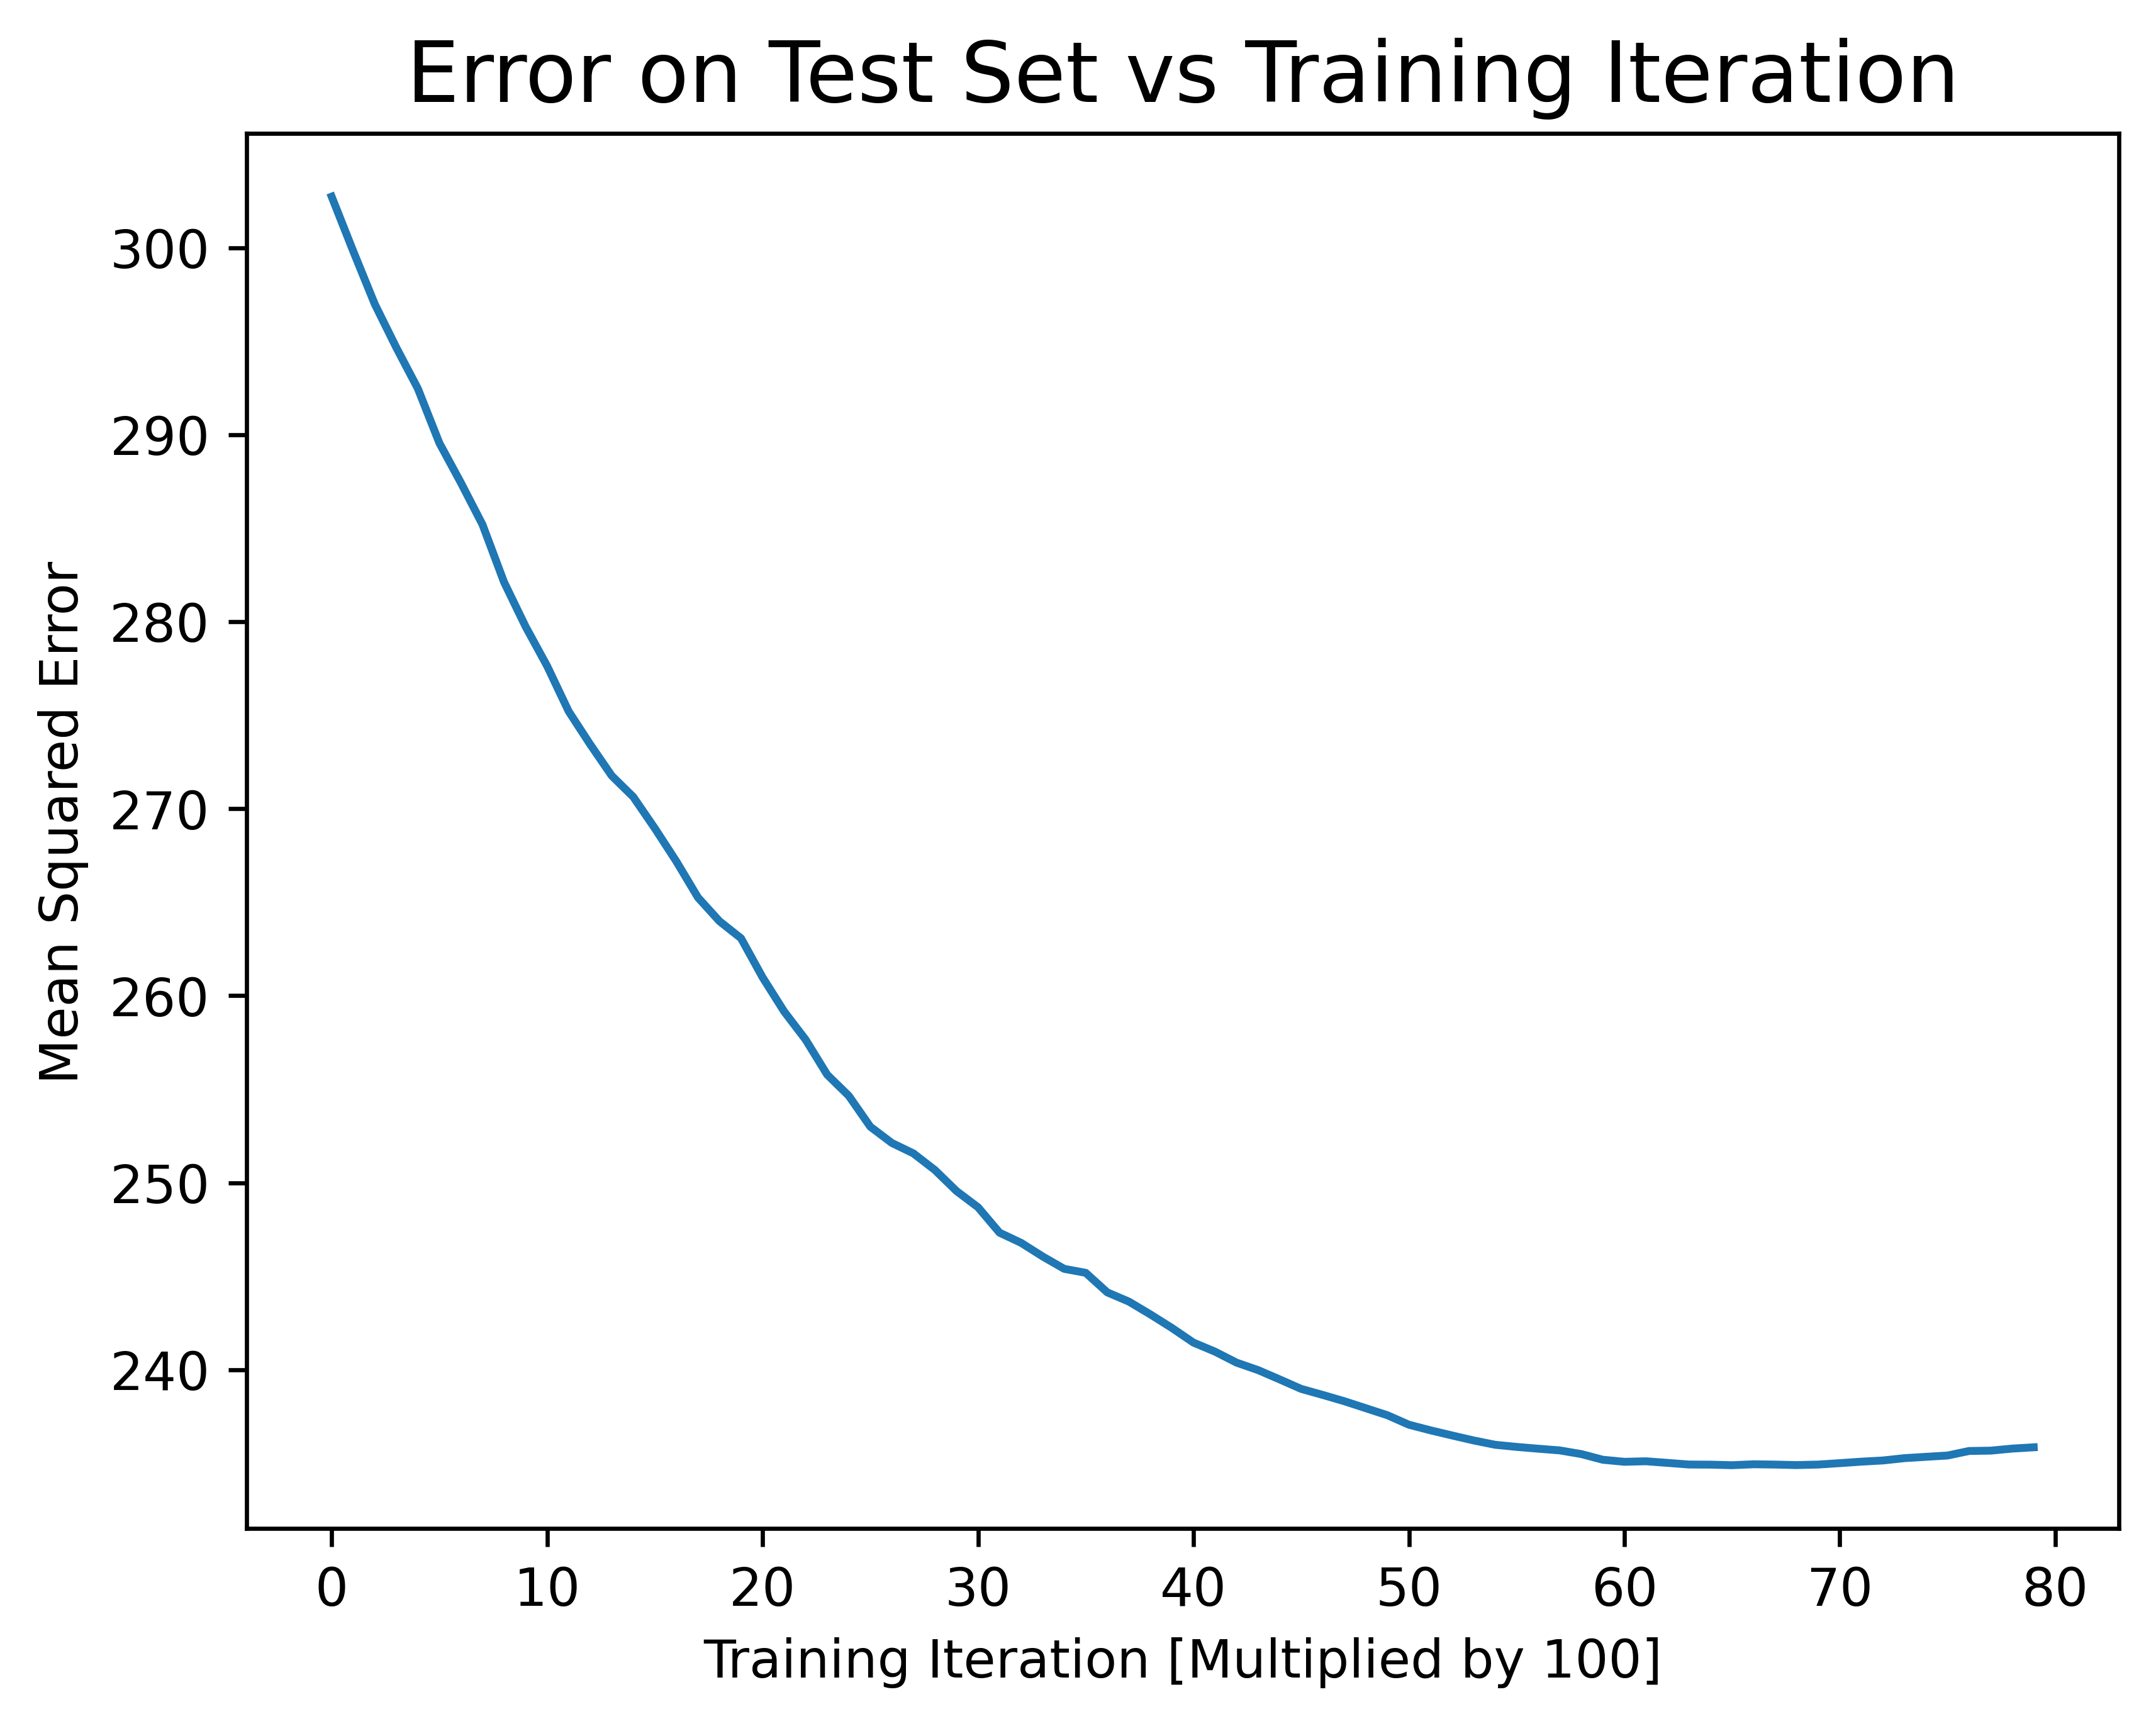 Error on Test Set vs Training Iteration
Mean Squared Error
300
290
280
270
260
250
240
0 10 20 30 40 50 60 70 80
Training Iteration [Multiplied by 100]